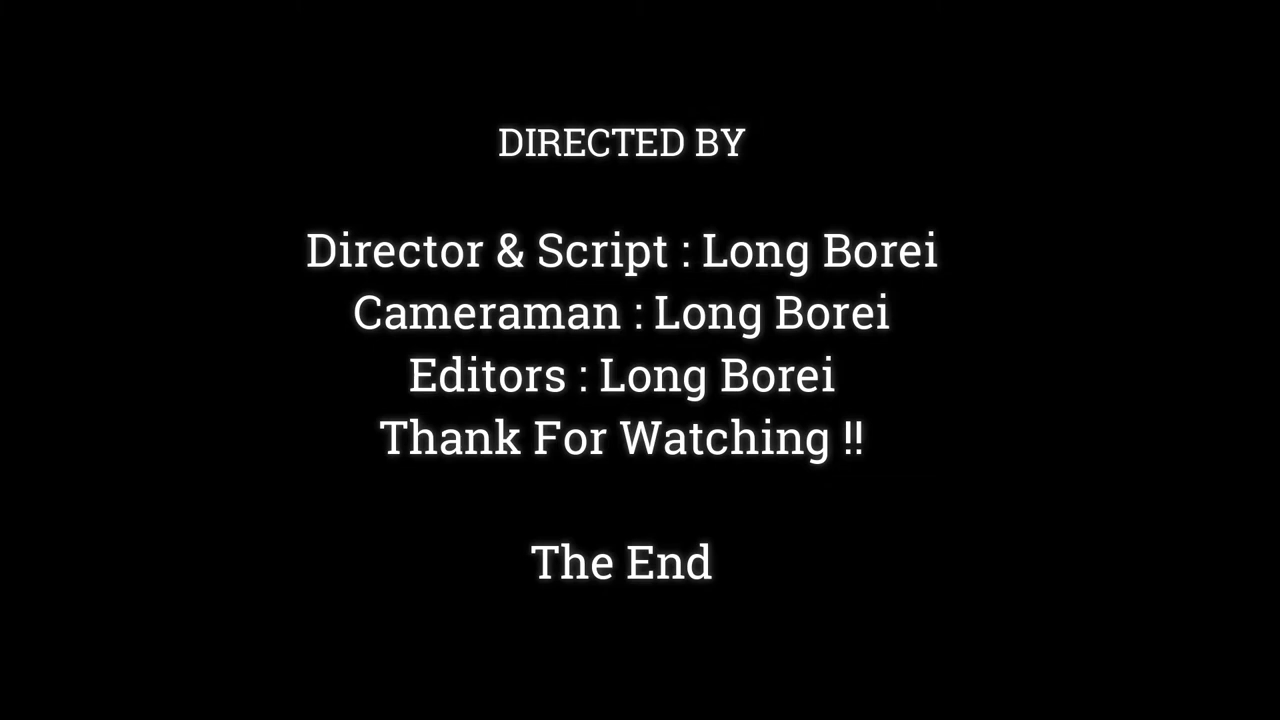 DIRECTED BY
Director & Script : Long Borei
Cameraman : Long Borei
Editors : Long Borei
Thank For Watching !!
The End